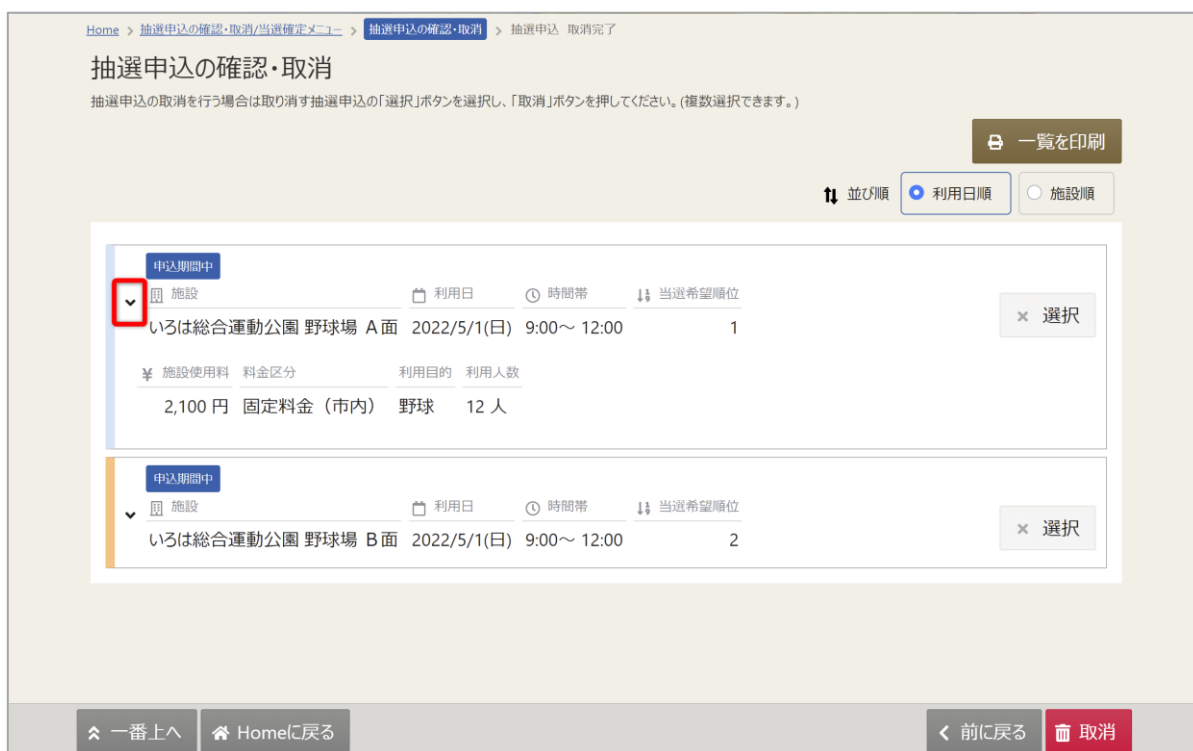 Home > 抽選申込の確認・取消/当選確定メニュー > 抽選申込の確認・取消 > 抽選申込 取消完了
抽選申込の確認・取消
抽選申込の取消を行う場合は取り消す抽選申込の「選択」ボタンを選択し、「取消」ボタンを押してください。(複数選択できます。)
一覧を印刷
並び順 利用日順 施設順
申込期間中
施設 利用日 時間帯 当選希望順位
いろは総合運動公園 野球場 A面 2022/5/1(日) 9:00～ 12:00 1
× 選択
¥ 施設使用料 料金区分 利用目的 利用人数
2,100 円 固定料金（市内） 野球 12 人
申込期間中
施設 利用日 時間帯 当選希望順位
いろは総合運動公園 野球場 B面 2022/5/1(日) 9:00～ 12:00 2
× 選択
一番上へ Homeに戻る 前に戻る 取消